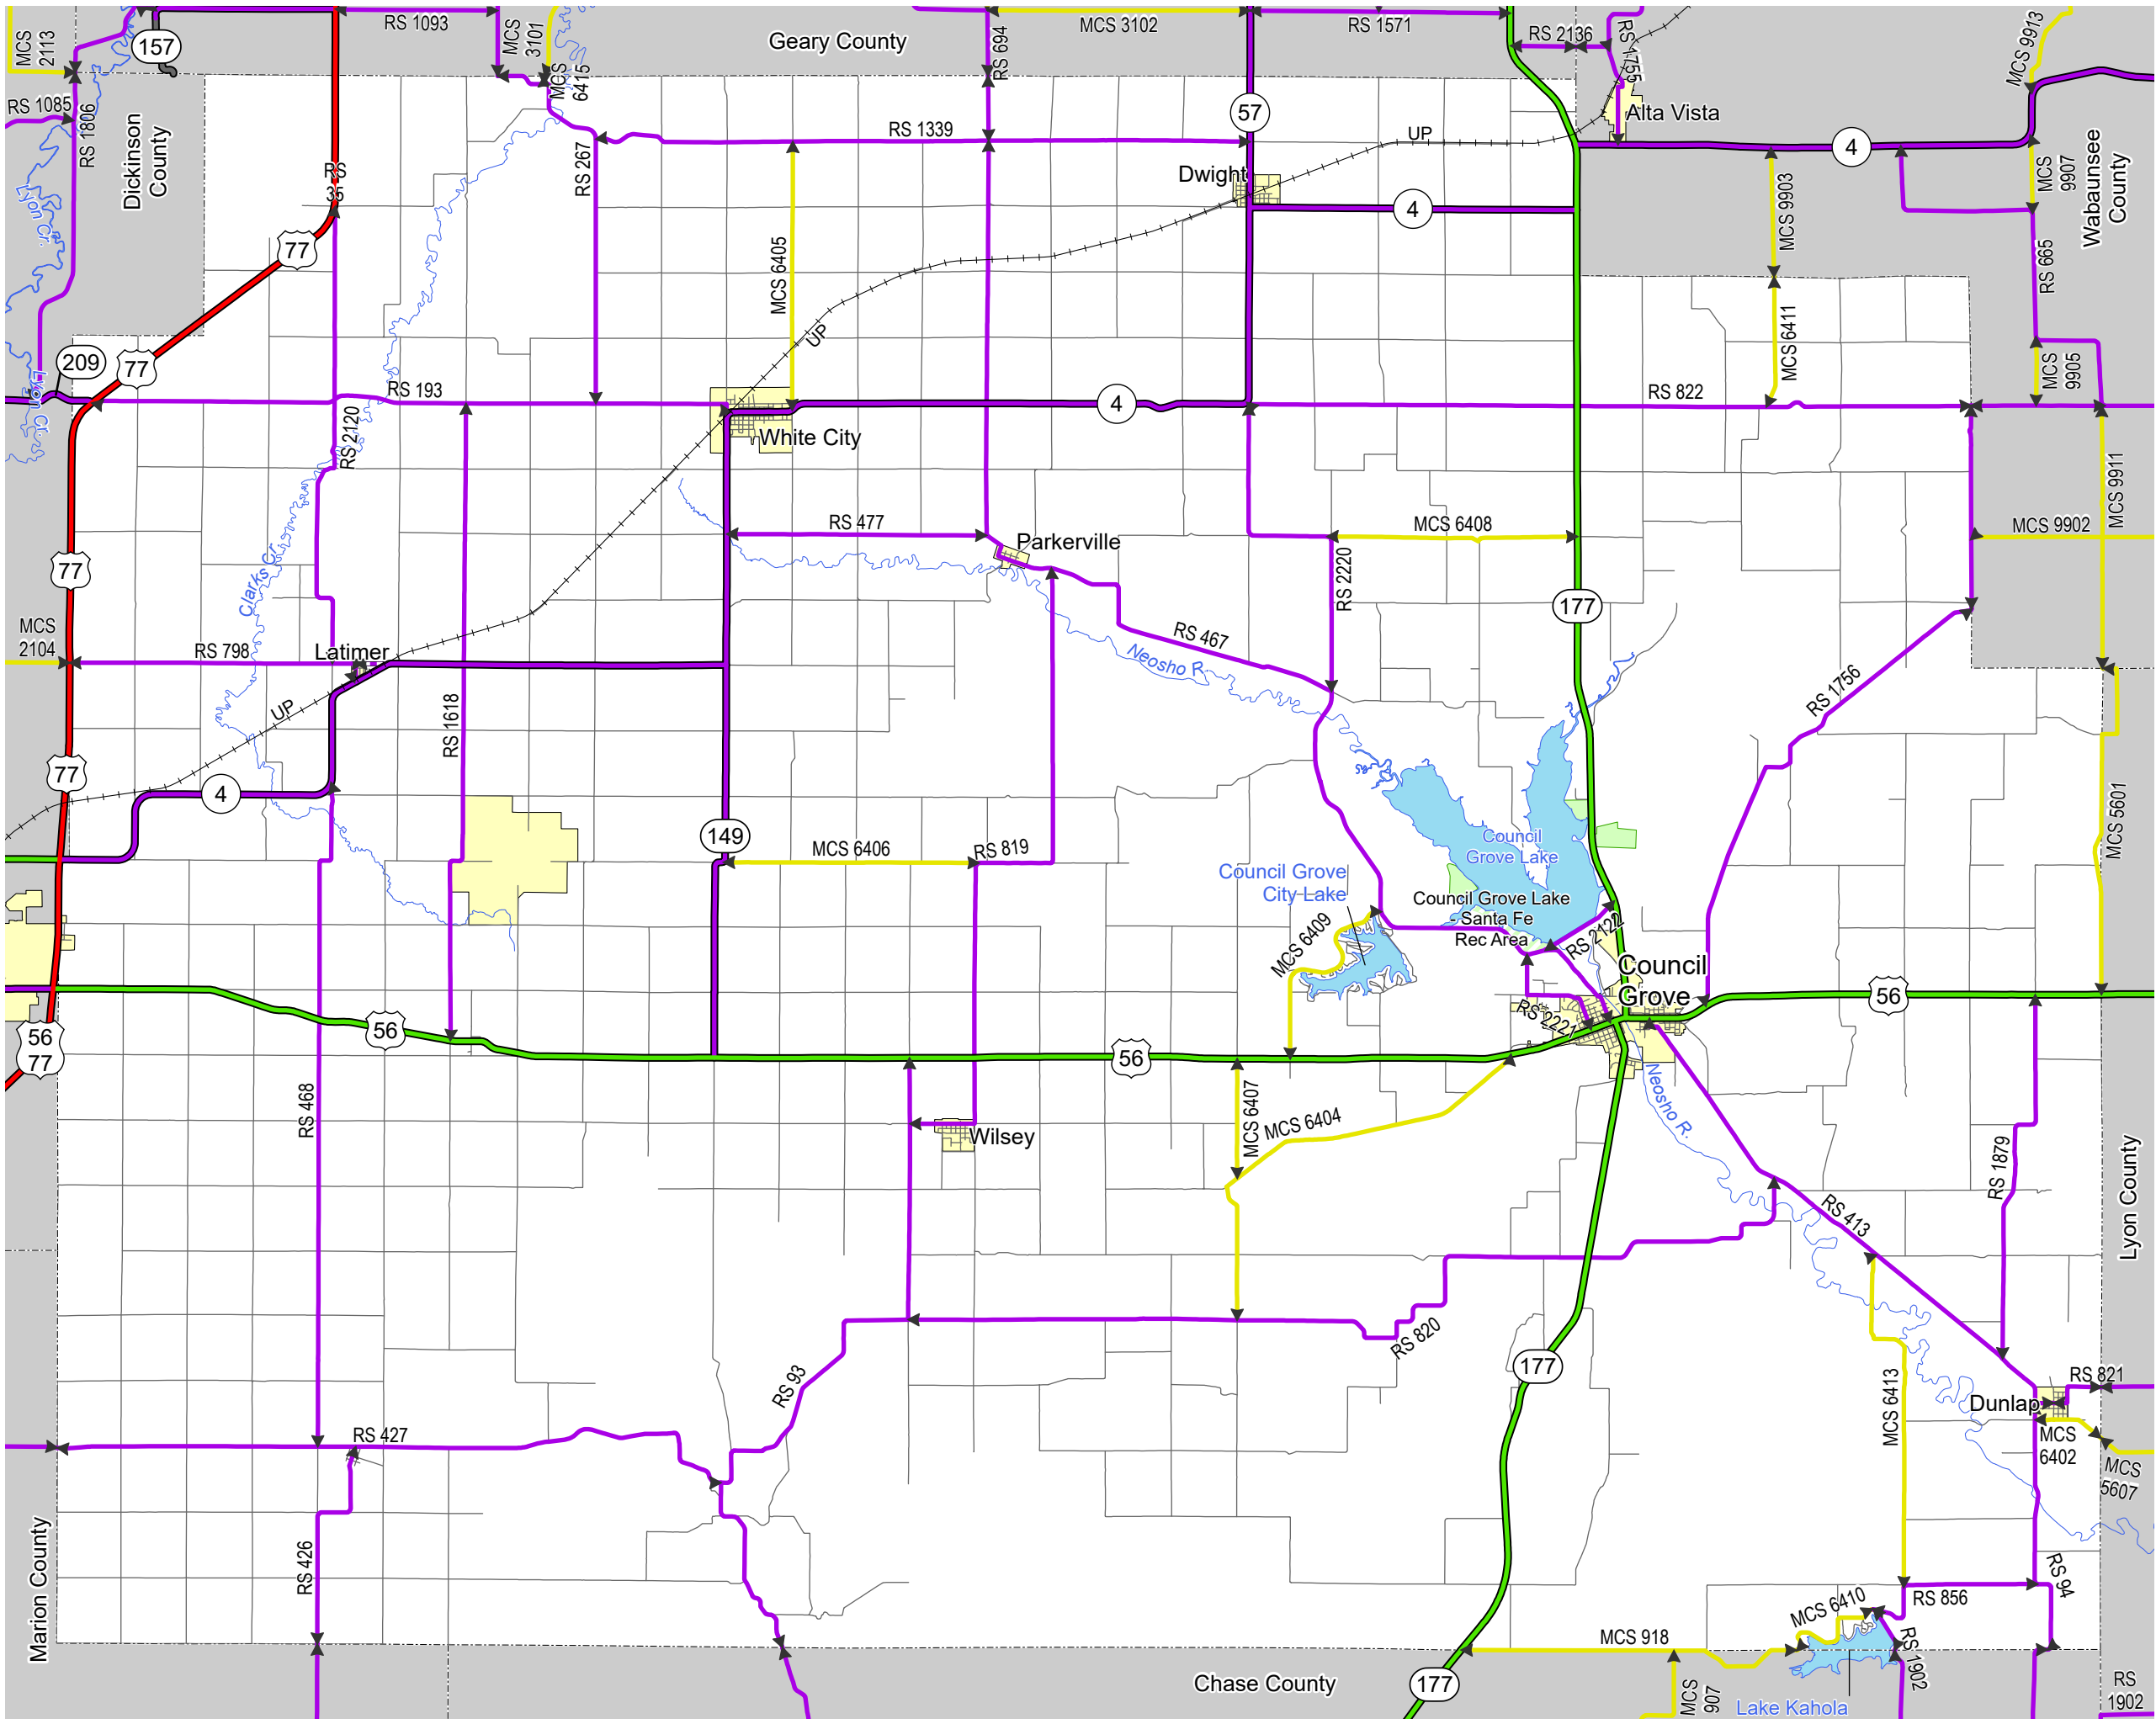 MCS
2113
157
RS 1093
MCS
3101
Geary County
RS 694
MCS 3102
RS 1571
RS 2136
RS 1755
MCS 9913
MCS
6415
RS 1085
RS 1806
Dickinson
County
57
Alta Vista
RS 1339
UP
4
RS
35
RS 267
Dwight
4
MCS 9903
MCS
9907
Wabaunsee
County
Lyon Cr.
77
MCS 6405
RS 665
UP
MCS 6411
209
77
MCS
9905
Lyon Cr.
RS 193
4
RS 822
RS 2120
White City
MCS 9911
RS 477
MCS 6408
MCS 9902
Parkerville
77
Clarks Cr.
RS 2220
177
MCS
2104
RS 798
Latimer
RS 467
Neosho R.
UP
RS 1618
RS 1756
77
4
149
MCS 6406
RS 819
Council
Grove Lake
MCS 5601
Council Grove
City Lake
Council Grove Lake
- Santa Fe
Rec Area
MCS 6409
RS 2122
Council
Grove
56
56
77
56
56
RS 2221
RS 468
MCS 6407
MCS 6404
Neosho R.
Wilsey
RS 1879
Lyon County
RS 413
RS 820
177
RS 93
RS 821
Dunlap
MCS 6413
MCS
6402
MCS
5607
RS 427
Marion County
RS 426
RS 94
MCS 6410
RS 856
MCS 918
RS 1902
Chase County
177
MCS
907
Lake Kahola
RS
1902